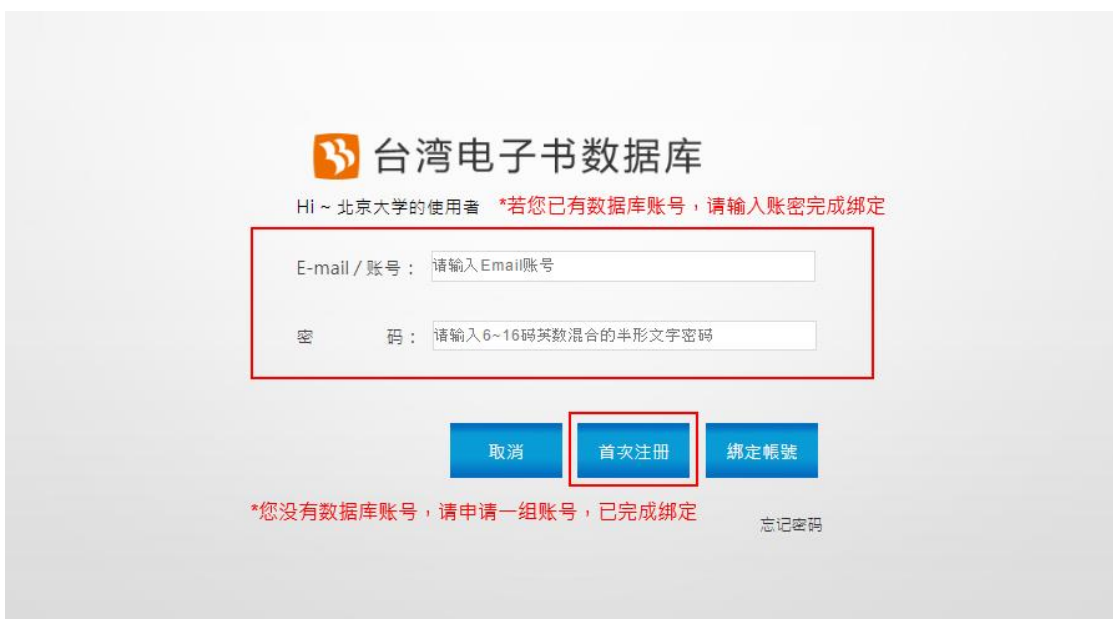 台湾电子书数据库
Hi ~ 北京大学的使用者 *若您已有数据库账号，请输入账密完成绑定
E-mail / 账号： 请输入Email账号
密 码： 请输入6~16码英数混合的半形文字密码
取消 首次注册 綁定帳號
*您没有数据库账号，请申请一组账号，已完成绑定
忘记密码